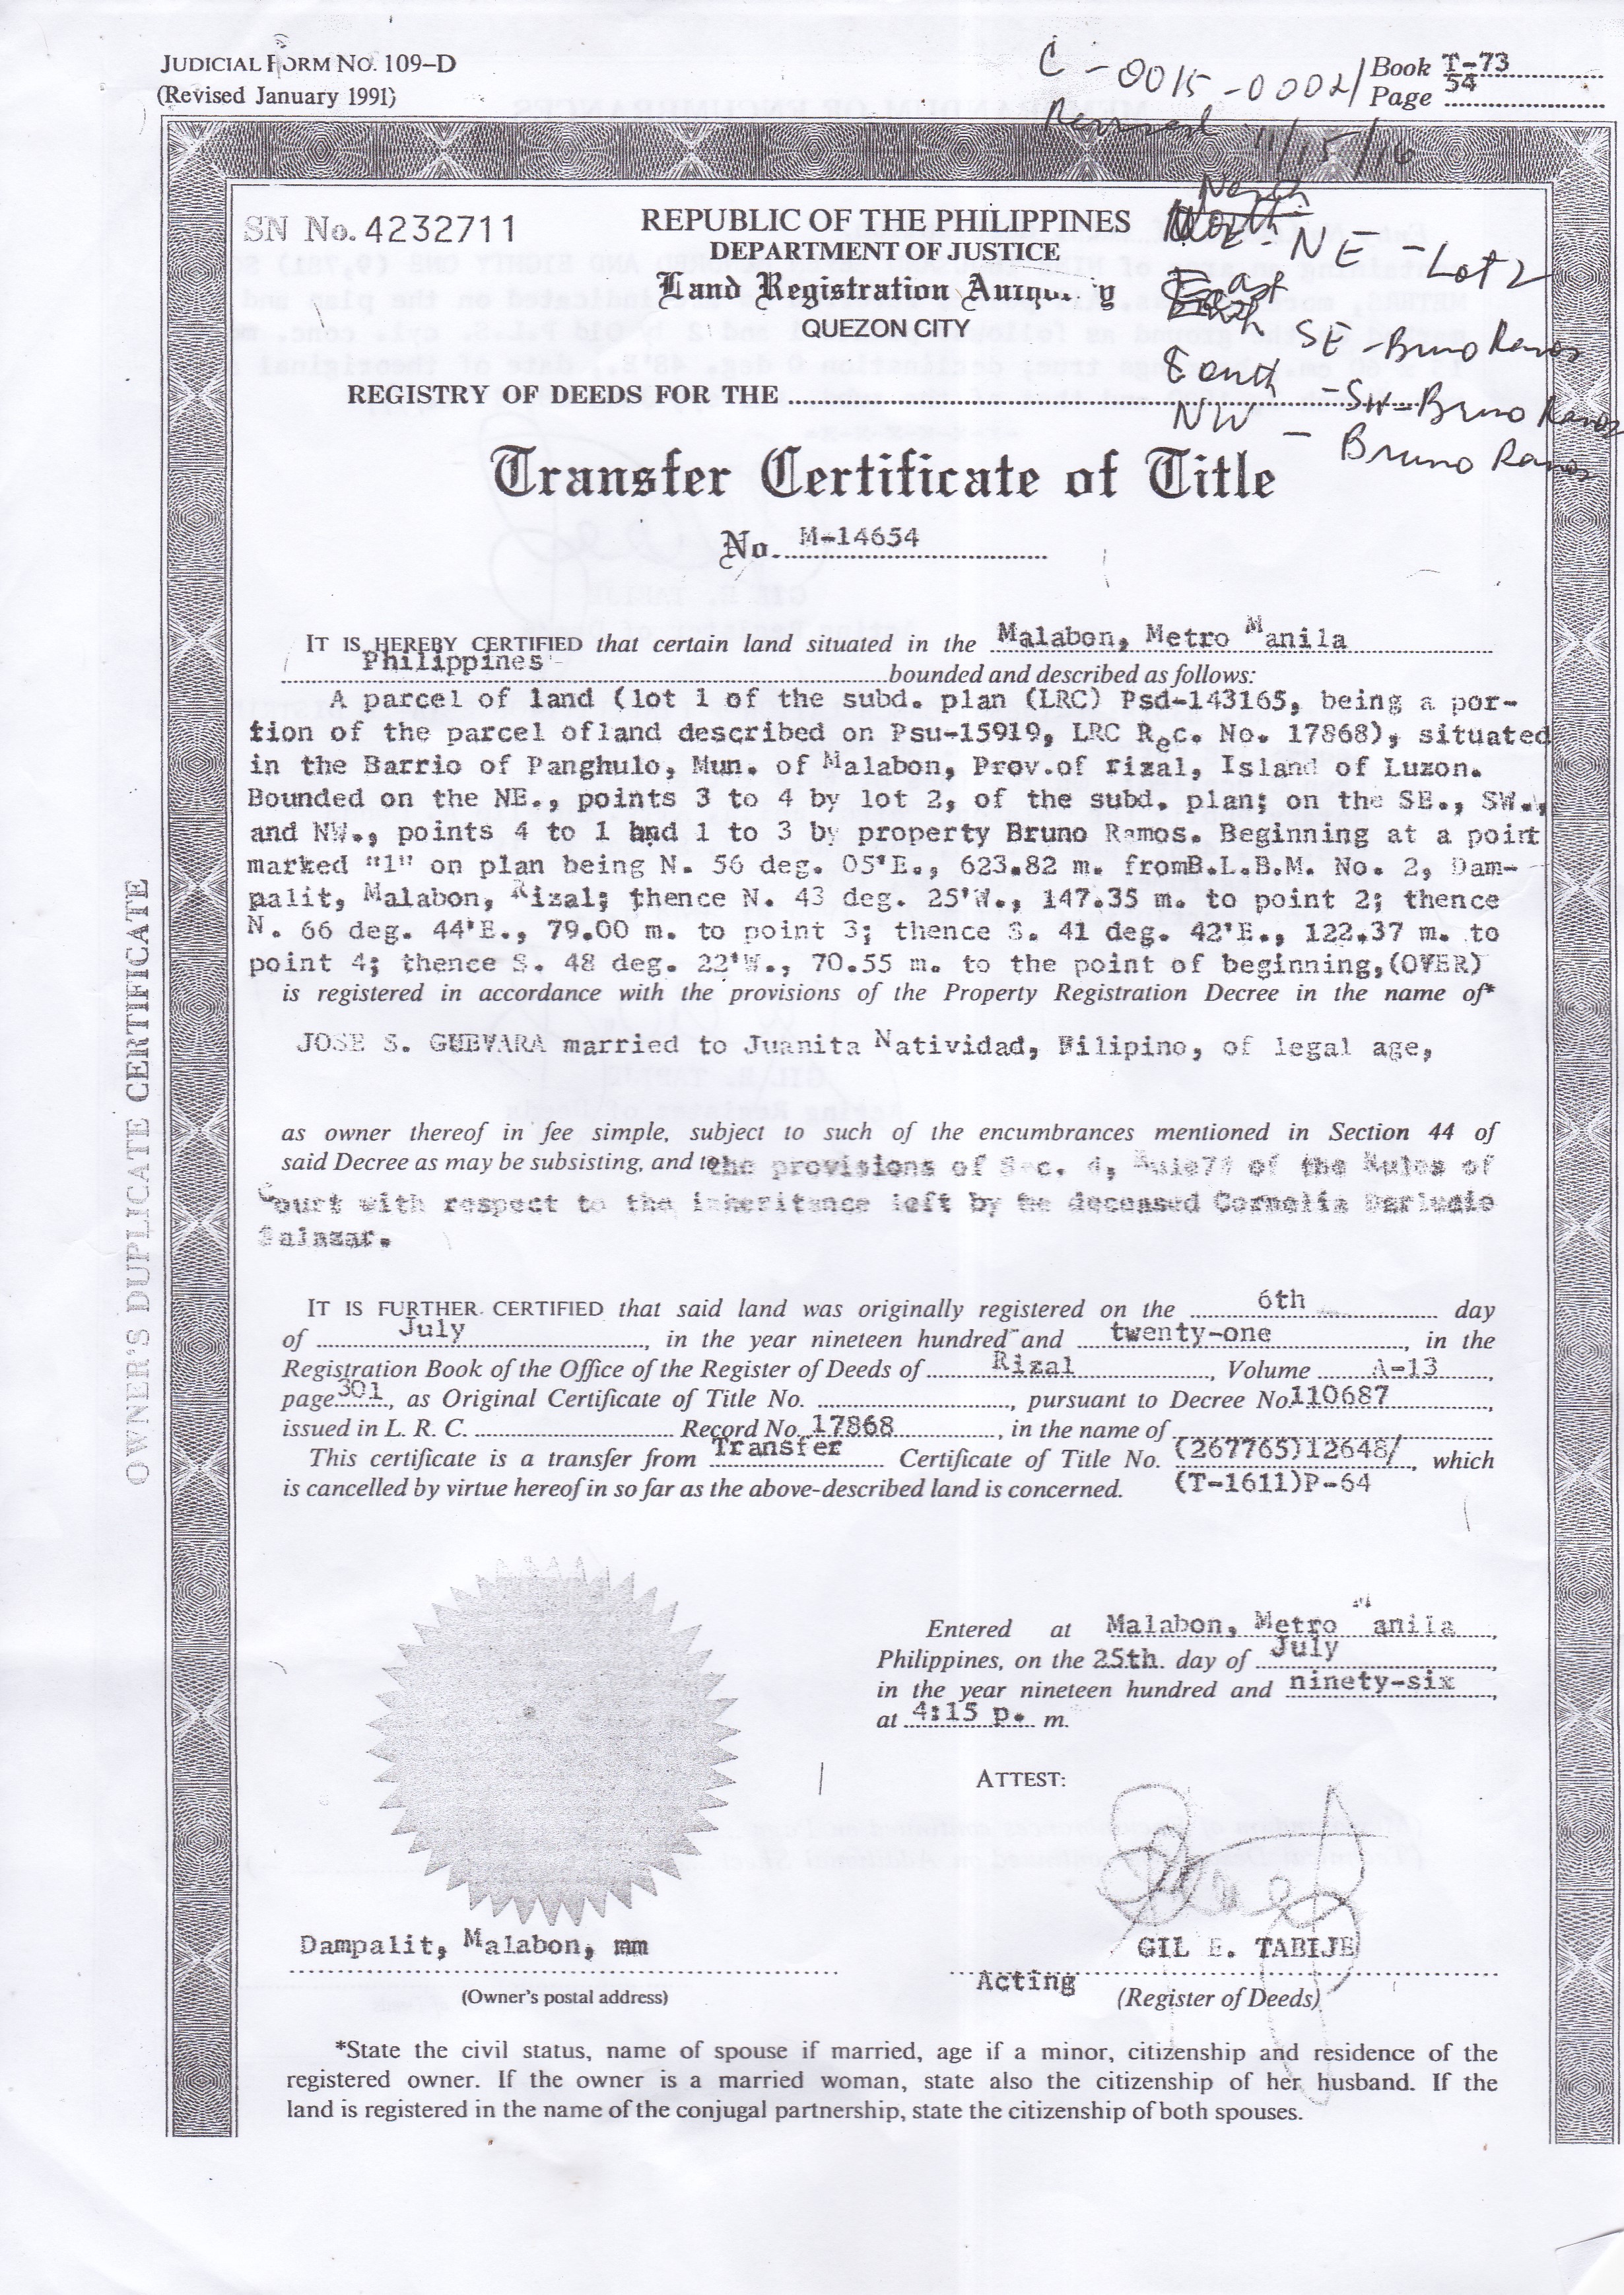 JUDICIAL FORM NO. 109–D
(Revised January 1991)
C - 0015 - 0002 /
Book T-73
Page 54
Revised 11/15/16
North
NE - Lot 2
East
SE - Bruno Ramos
South - SW - Bruno Ramos
NW - Bruno Ramos
SN No. 4232711
REPUBLIC OF THE PHILIPPINES
DEPARTMENT OF JUSTICE
Land Registration
QUEZON CITY
REGISTRY OF DEEDS FOR THE
Transfer Certificate of Title
No. M-14654
IT IS HEREBY CERTIFIED that certain land situated in the Malabon, Metro Manila
Philippines bounded and described as follows:
A parcel of land (lot 1 of the subd. plan (LRC) Psd-143165, being a por-
tion of the parcel ofland described on Psu-15919, LRC Rec. No. 17868), situated
in the Barrio of Panghulo, Mun. of Malabon, Prov.of rizal, Island of Luzon.
Bounded on the NE., points 3 to 4 by lot 2, of the subd. plan; on the SE., SW.,
and NW., points 4 to 1 and 1 to 3 by property Bruno Ramos. Beginning at a point
marked "1" on plan being N. 56 deg. 05'E., 623.82 m. fromB.L.B.M. No. 2, Dam-
palit, Malabon, Rizal; thence N. 43 deg. 25'W., 147.35 m. to point 2; thence
N. 66 deg. 44'E., 79.00 m. to point 3; thence S. 41 deg. 42'E., 122.37 m. to
point 4; thence S. 48 deg. 22'W., 70.55 m. to the point of beginning,(OVER)
is registered in accordance with the provisions of the Property Registration Decree in the name of*
JOSE S. GUEVARA married to Juanita Natividad, Filipino, of legal age,
as owner thereof in fee simple, subject to such of the encumbrances mentioned in Section 44 of
said Decree as may be subsisting, and to the provisions of Sec. 4, Rule74 of the Rules of
Court with respect to the inheritance left by he deceased Cornelia
Salazar.
IT IS FURTHER CERTIFIED that said land was originally registered on the 6th day
of July, in the year nineteen hundred and twenty-one, in the
Registration Book of the Office of the Register of Deeds of Rizal, Volume A-13,
page 301, as Original Certificate of Title No. , pursuant to Decree No 110687,
issued in L. R. C. Record No. 17868, in the name of
This certificate is a transfer from Transfer Certificate of Title No. (267765)12648/, which
is cancelled by virtue hereof in so far as the above-described land is concerned. (T-1611)P-64
Entered at Malabon, Metro Manila,
Philippines, on the 25th. day of July,
in the year nineteen hundred and ninety-six,
at 4:15 p. m.
ATTEST:
Dampalit, Malabon, mm
(Owner's postal address)
GIL E. TABIJE
Acting
(Register of Deeds)
*State the civil status, name of spouse if married, age if a minor, citizenship and residence of the
registered owner. If the owner is a married woman, state also the citizenship of her husband. If the
land is registered in the name of the conjugal partnership, state the citizenship of both spouses.
OWNER'S DUPLICATE CERTIFICATE